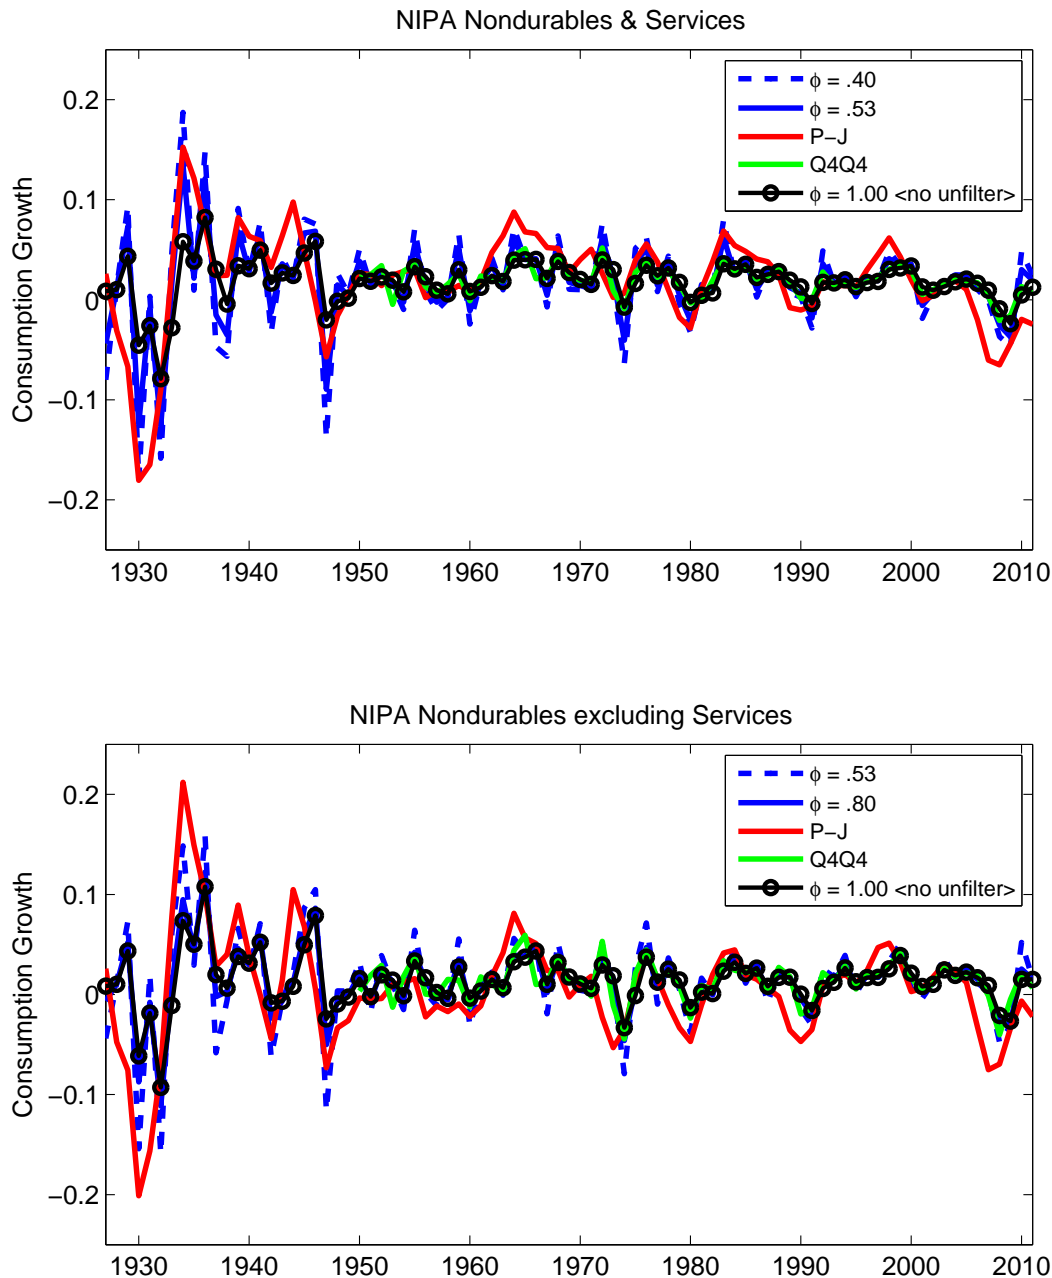 NIPA Nondurables & Services
Consumption Growth
0.2
0.1
0
−0.1
−0.2
ϕ = .40
ϕ = .53
P−J
Q4Q4
ϕ = 1.00 <no unfilter>
1930 1940 1950 1960 1970 1980 1990 2000 2010
NIPA Nondurables excluding Services
Consumption Growth
0.2
0.1
0
−0.1
−0.2
ϕ = .53
ϕ = .80
P−J
Q4Q4
ϕ = 1.00 <no unfilter>
1930 1940 1950 1960 1970 1980 1990 2000 2010